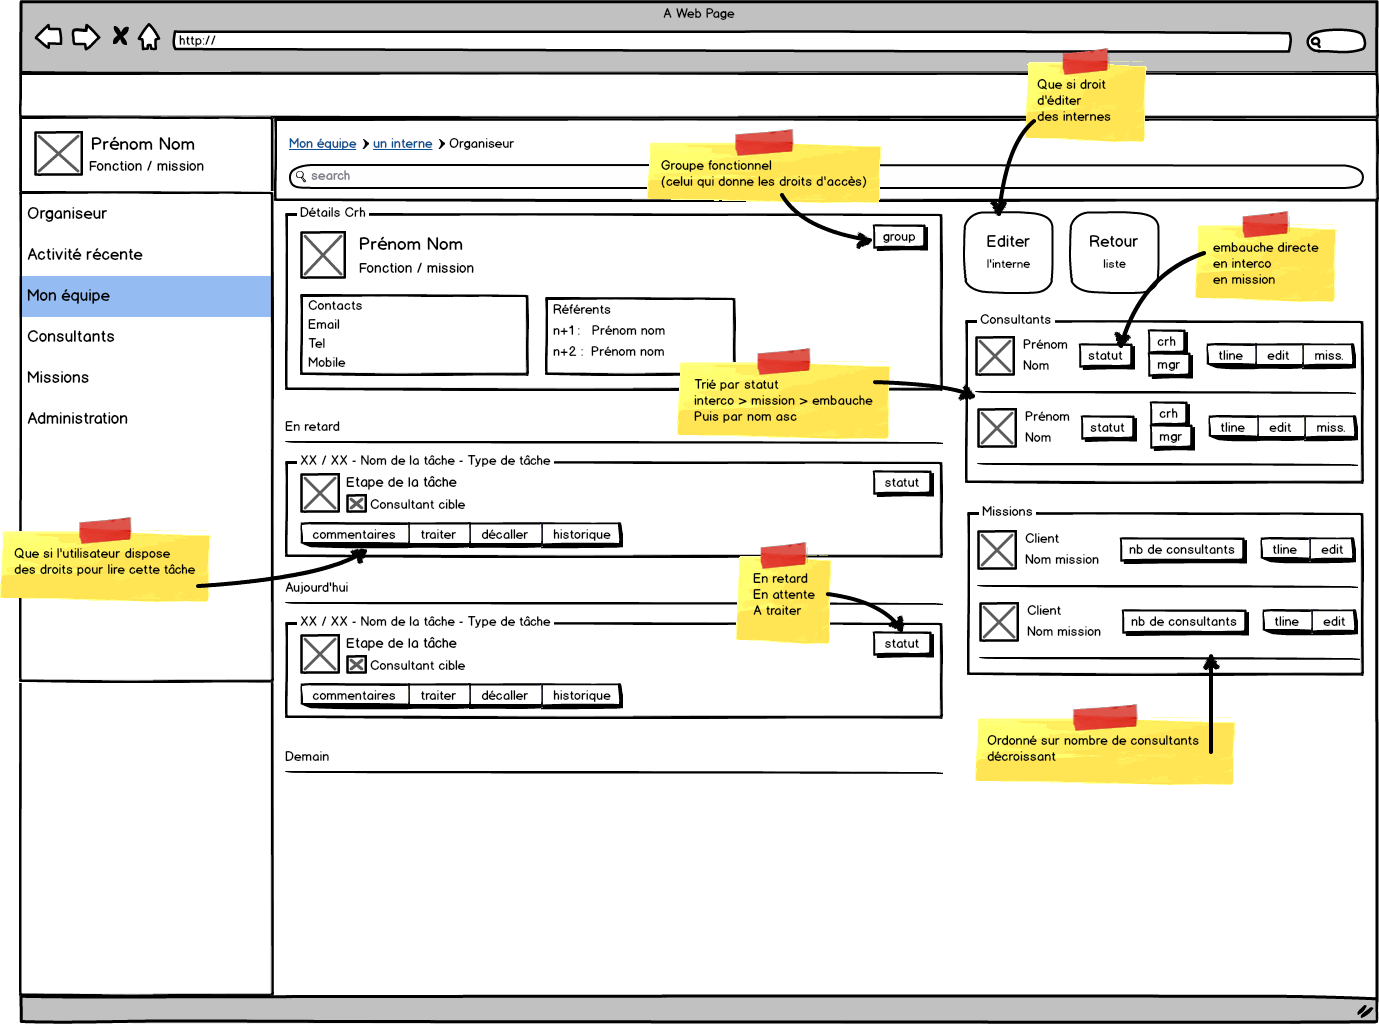 A Web Page
http://
Que si droit
d'éditer
des internes
Prénom Nom
Fonction / mission
Mon équipe
un interne
Organiseur
search
Groupe fonctionnel
(celui qui donne les droits d'accès)
Organiseur
Activité récente
Mon équipe
Consultants
Missions
Administration
Détails Crh
Prénom Nom
Fonction / mission
group
Contacts
Email
Tel
Mobile
Référents
n+1 : Prénom nom
n+2 : Prénom nom
Editer
l'interne
Retour
liste
embauche directe
en interco
en mission
Trié par statut
interco > mission > embauche
Puis par nom asc
Consultants
Prénom
Nom
statut
crh
mgr
tline edit miss.
Prénom
Nom
statut
crh
mgr
tline edit miss.
En retard
XX / XX - Nom de la tâche - Type de tâche
Etape de la tâche
Consultant cible
statut
commentaires traiter décaller historique
Que si l'utilisateur dispose
des droits pour lire cette tâche
Aujourd'hui
En retard
En attente
A traiter
XX / XX - Nom de la tâche - Type de tâche
Etape de la tâche
Consultant cible
statut
commentaires traiter décaller historique
Demain
Missions
Client
Nom mission
nb de consultants
tline edit
Client
Nom mission
nb de consultants
tline edit
Ordonné sur nombre de consultants
décroissant